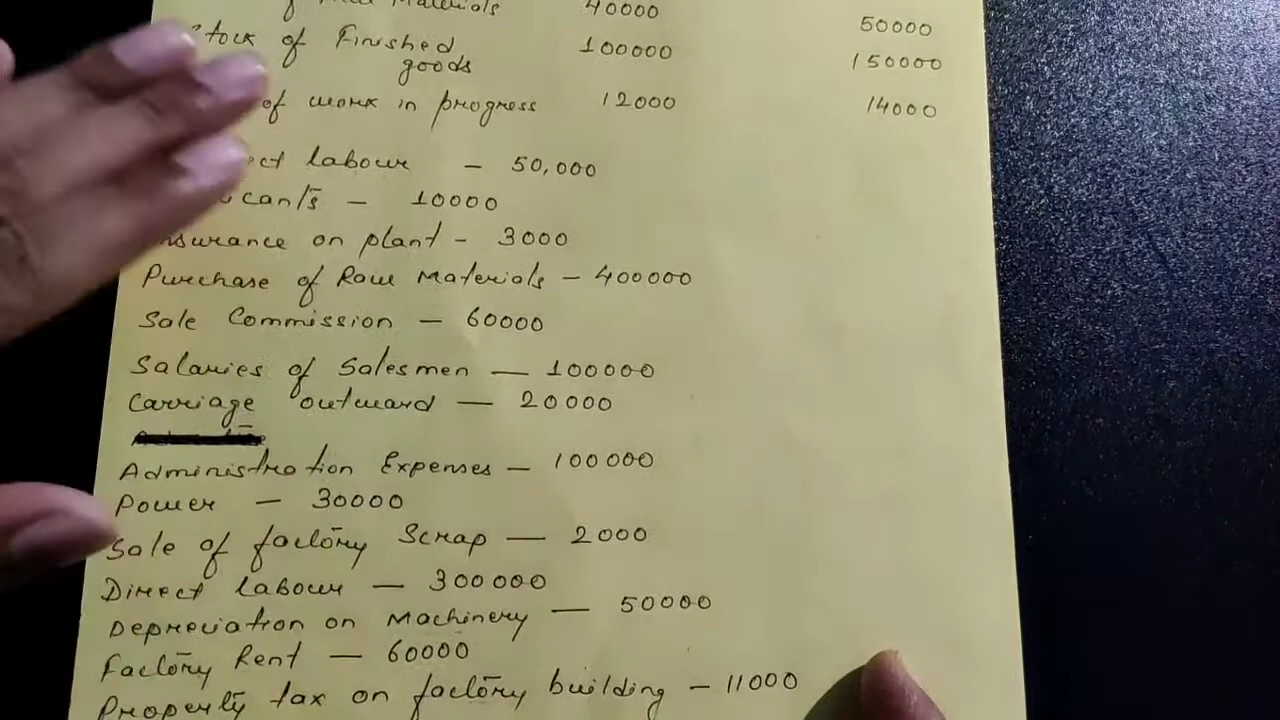 Materials 40000 50000
Stock of Finished 100000 150000
goods
of work in progress 12000 14000
labour - 50,000
10000
Insurance on plant - 3000
Purchase of Raw Materials - 400000
Sale Commission - 60000
Salaries of Salesmen - 100000
Carriage outward - 20000
Administration Expenses - 100000
Power - 30000
Sale of factory Scrap - 2000
Direct labour - 300000
Depreciation on Machinery - 50000
Factory Rent - 60000
Property tax on factory building - 11000